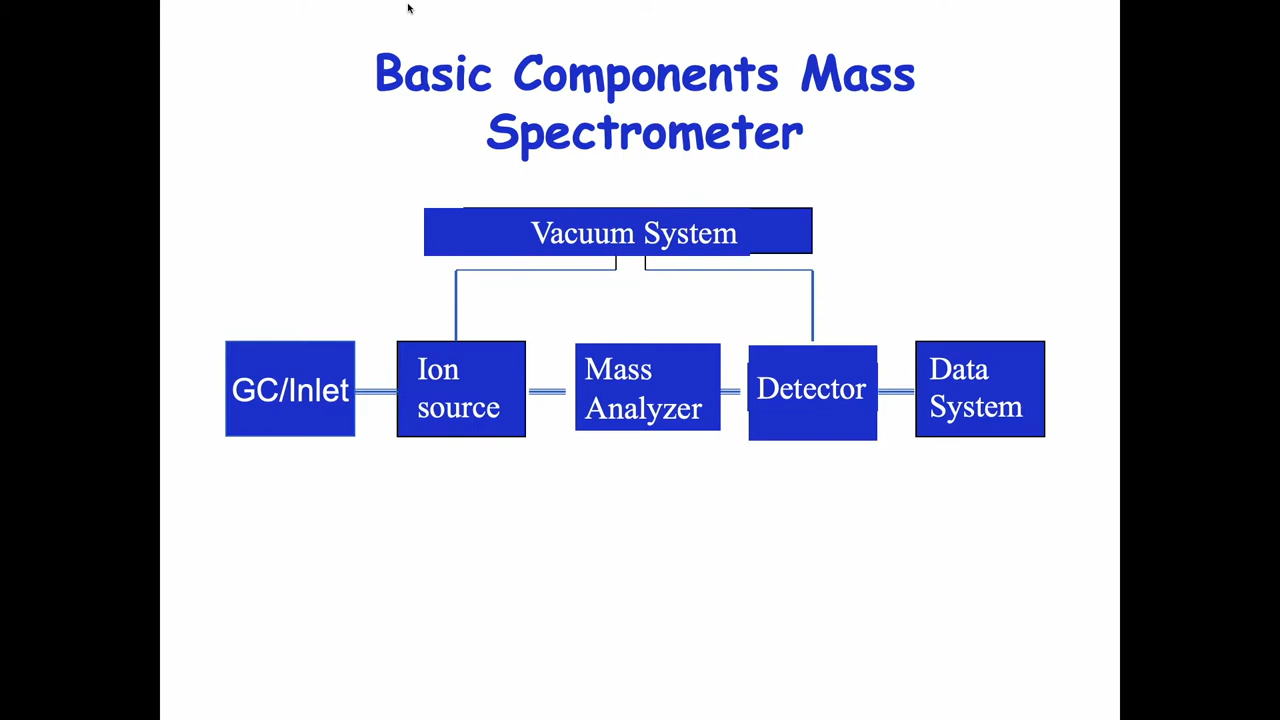 Basic Components Mass
Spectrometer
Vacuum System
GC/Inlet
Ion
source
Mass
Analyzer
Detector
Data
System